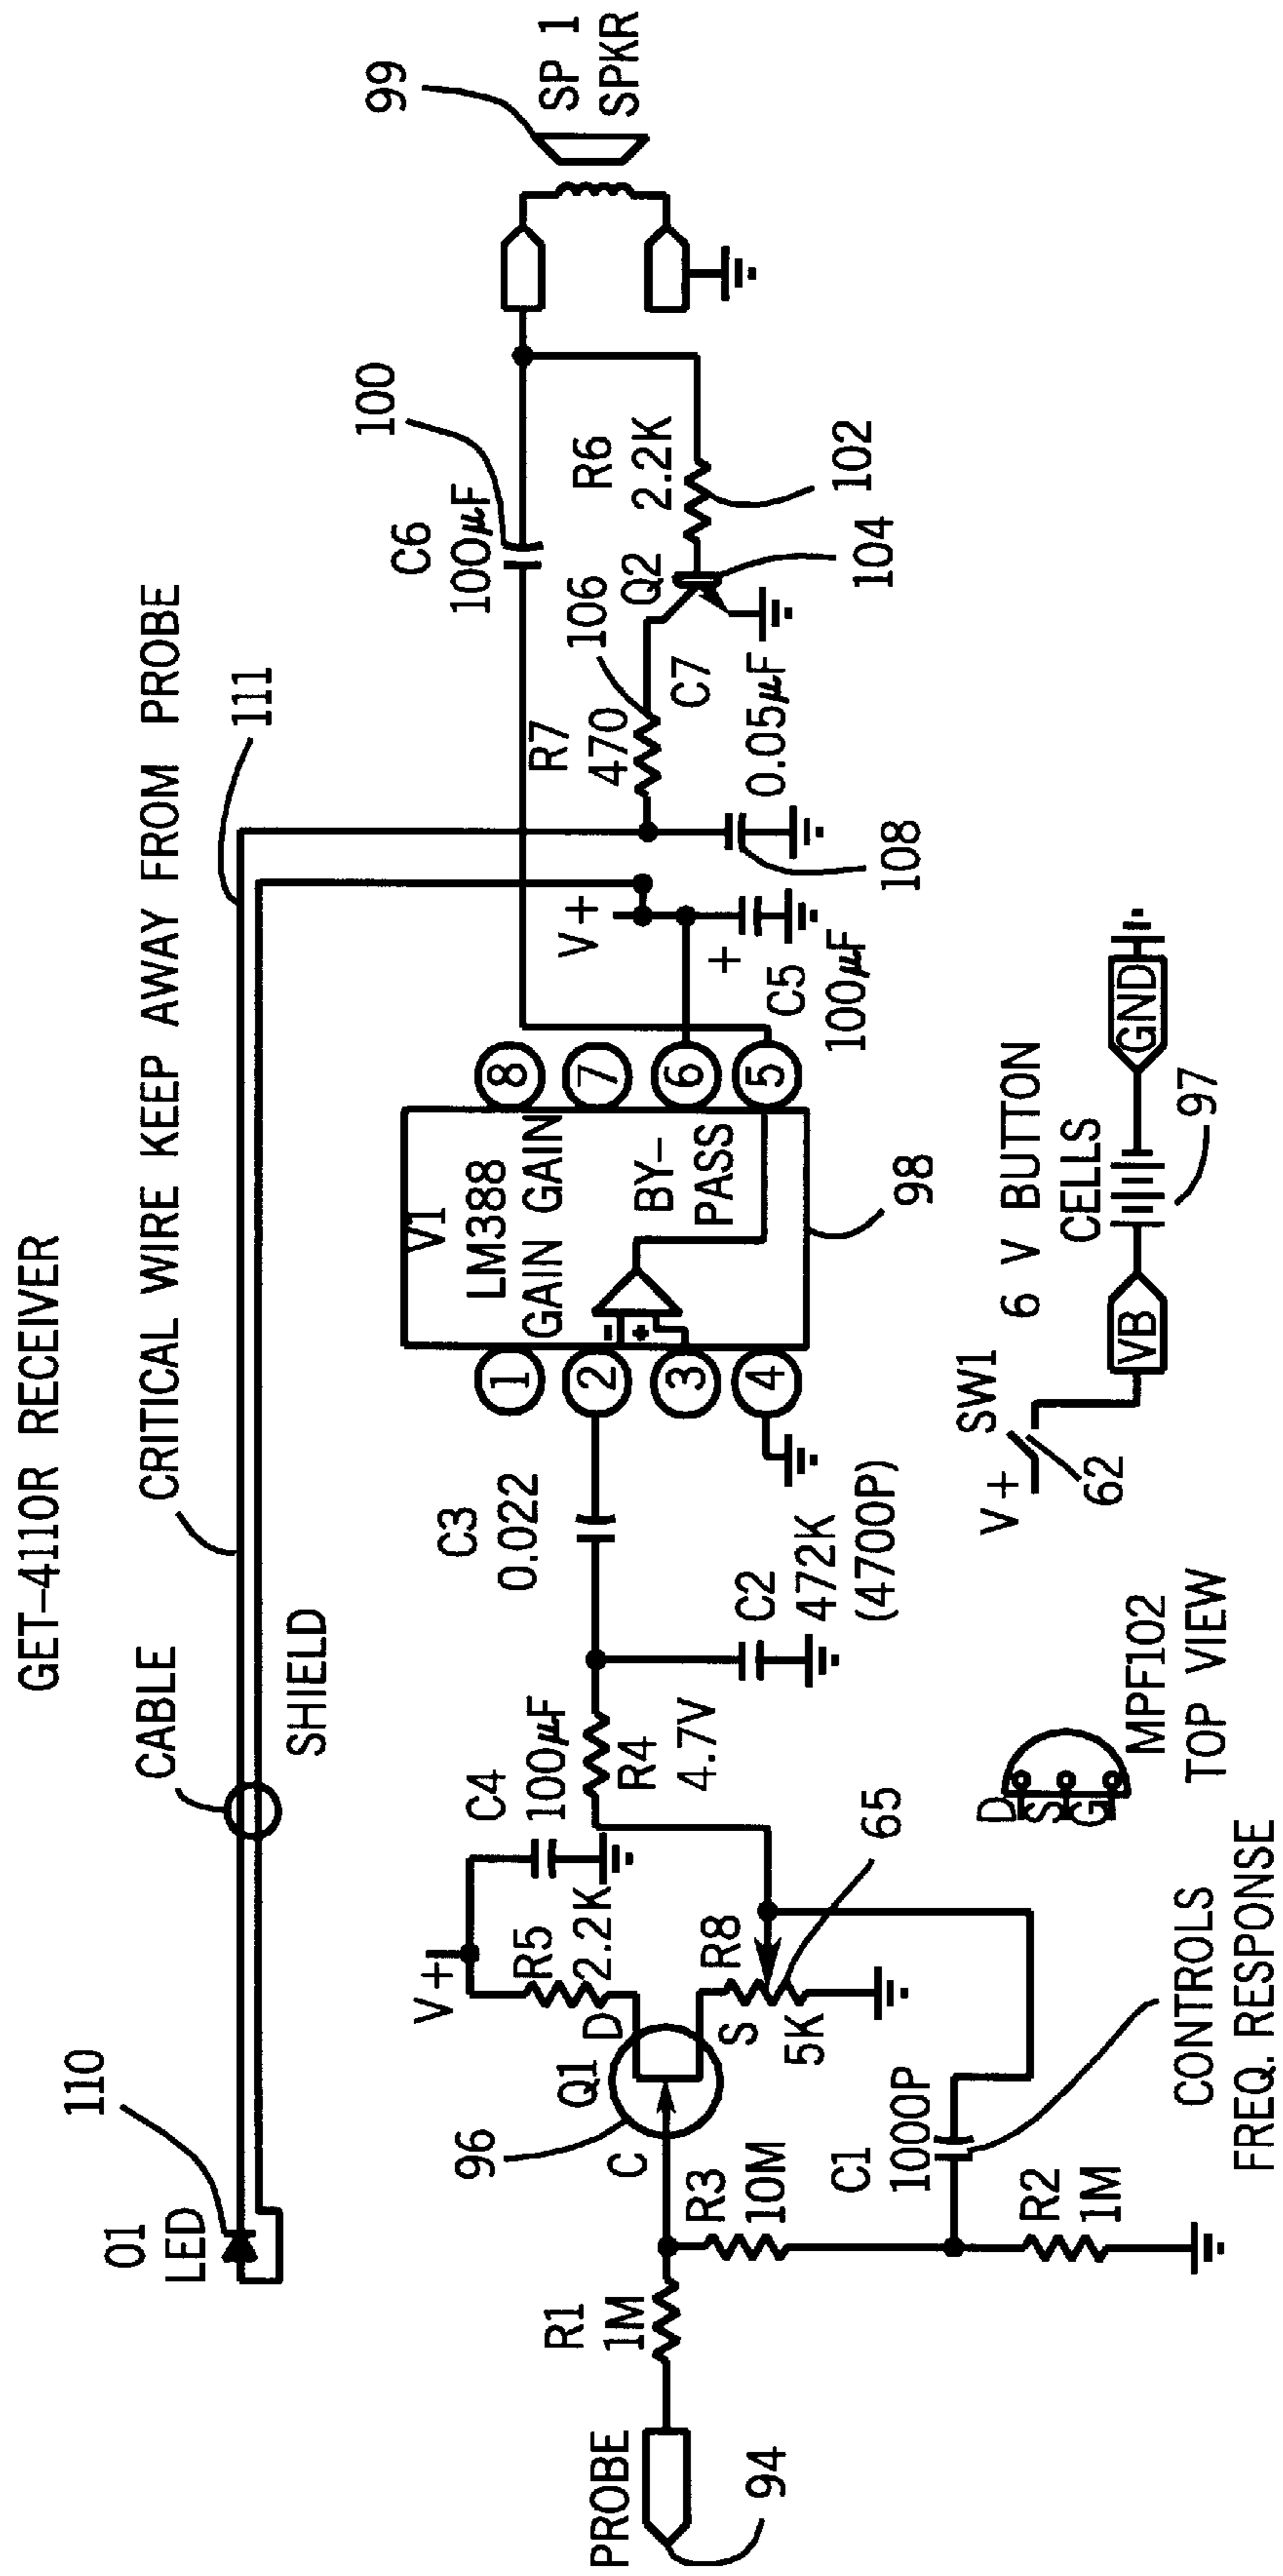 GET-4110R RECEIVER
CRITICAL WIRE KEEP AWAY FROM PROBE
111
CABLE
SHIELD
110
01
LED
PROBE
94
R1
1M
R3
10M
C
96
Q1
D
S
V+
R5
2.2K
C4
100µF
R8
5K
65
C1
1000P
R2
1M
CONTROLS
FREQ. RESPONSE
R4
4.7V
C2
472K
(4700P)
C3
0.022
D
S
G
MPF102
TOP VIEW
1
2
3
4
V1
LM388
GAIN GAIN
-
+
BY-
PASS
8
7
6
5
98
V+
+
C5
100µF
C6
100µF
100
R7
470
106
C7
0.05µF
108
Q2
104
R6
2.2K
102
99
SP 1
SPKR
V+
SW1
62
6 V BUTTON
CELLS
VB
GND
97